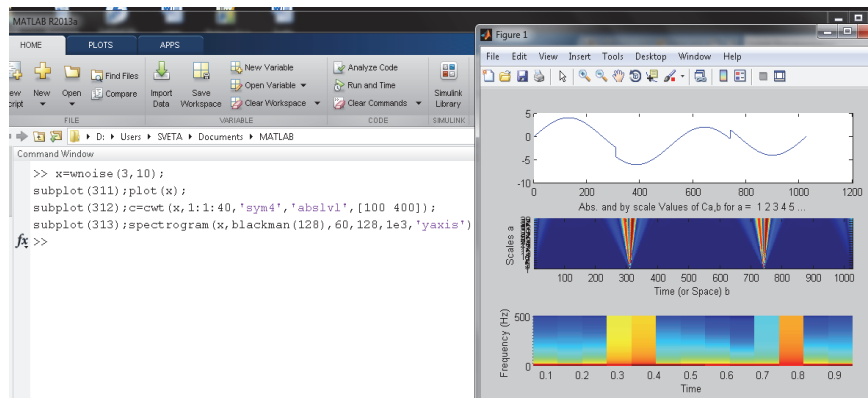 MATLAB R2013a
HOME PLOTS APPS
New Open Find Files Compare
Import Data Save Workspace
New Variable Open Variable Clear Workspace
Analyze Code Run and Time Clear Commands
Simulink Library
FILE VARIABLE CODE SIMULINK
D: Users SVETA Documents MATLAB
Command Window
>> x=wnoise(3,10);
subplot(311);plot(x);
subplot(312);c=cwt(x,1:1:40,'sym4','abslvl',[100 400]);
subplot(313);spectrogram(x,blackman(128),60,128,1e3,'yaxis')
fx >>
Figure 1
File Edit View Insert Tools Desktop Window Help
5
0
-5
-10
0 200 400 600 800 1000 1200
Abs. and by scale Values of Ca,b for a = 1 2 3 4 5 ...
Scales a
100 200 300 400 500 600 700 800 900 1000
Time (or Space) b
Frequency (Hz)
500
0
0.1 0.2 0.3 0.4 0.5 0.6 0.7 0.8 0.9
Time